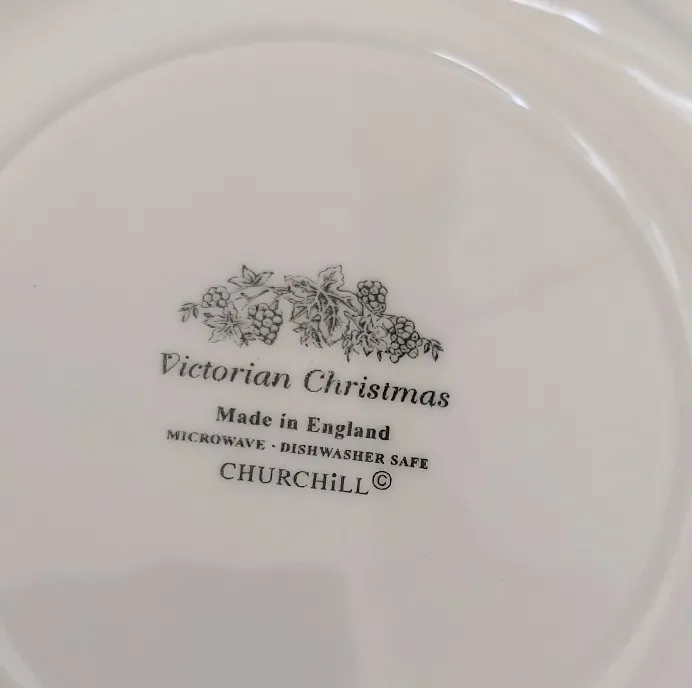 Victorian Christmas
Made in England
MICROWAVE · DISHWASHER SAFE
CHURCHiLL©